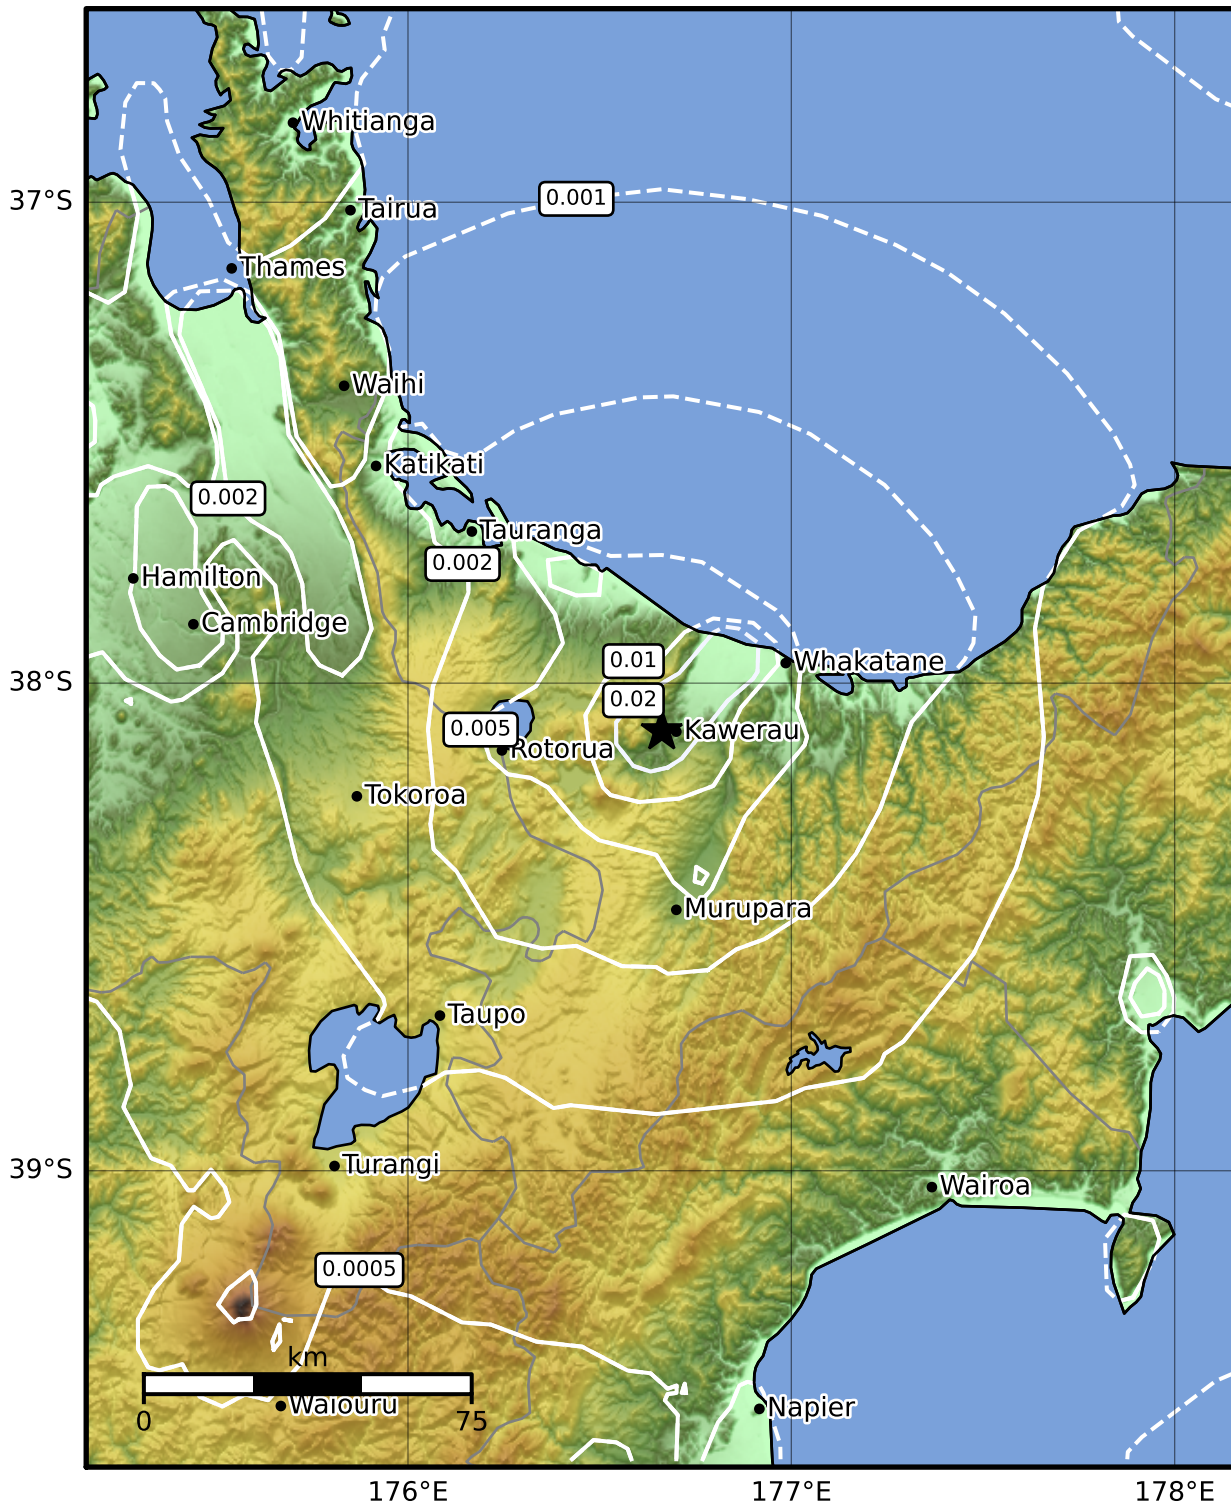 Whitianga
37°S
0.001
Tairua
Thames
Waihi
Katikati
0.002
Tauranga
0.002
Hamilton
Cambridge
0.01
Whakatane
38°S
0.02
0.005
Kawerau
Rotorua
Tokoroa
Murupara
Taupo
39°S
Turangi
Wairoa
0.0005
km
Waiouru
Napier
0
75
176°E
177°E
178°E